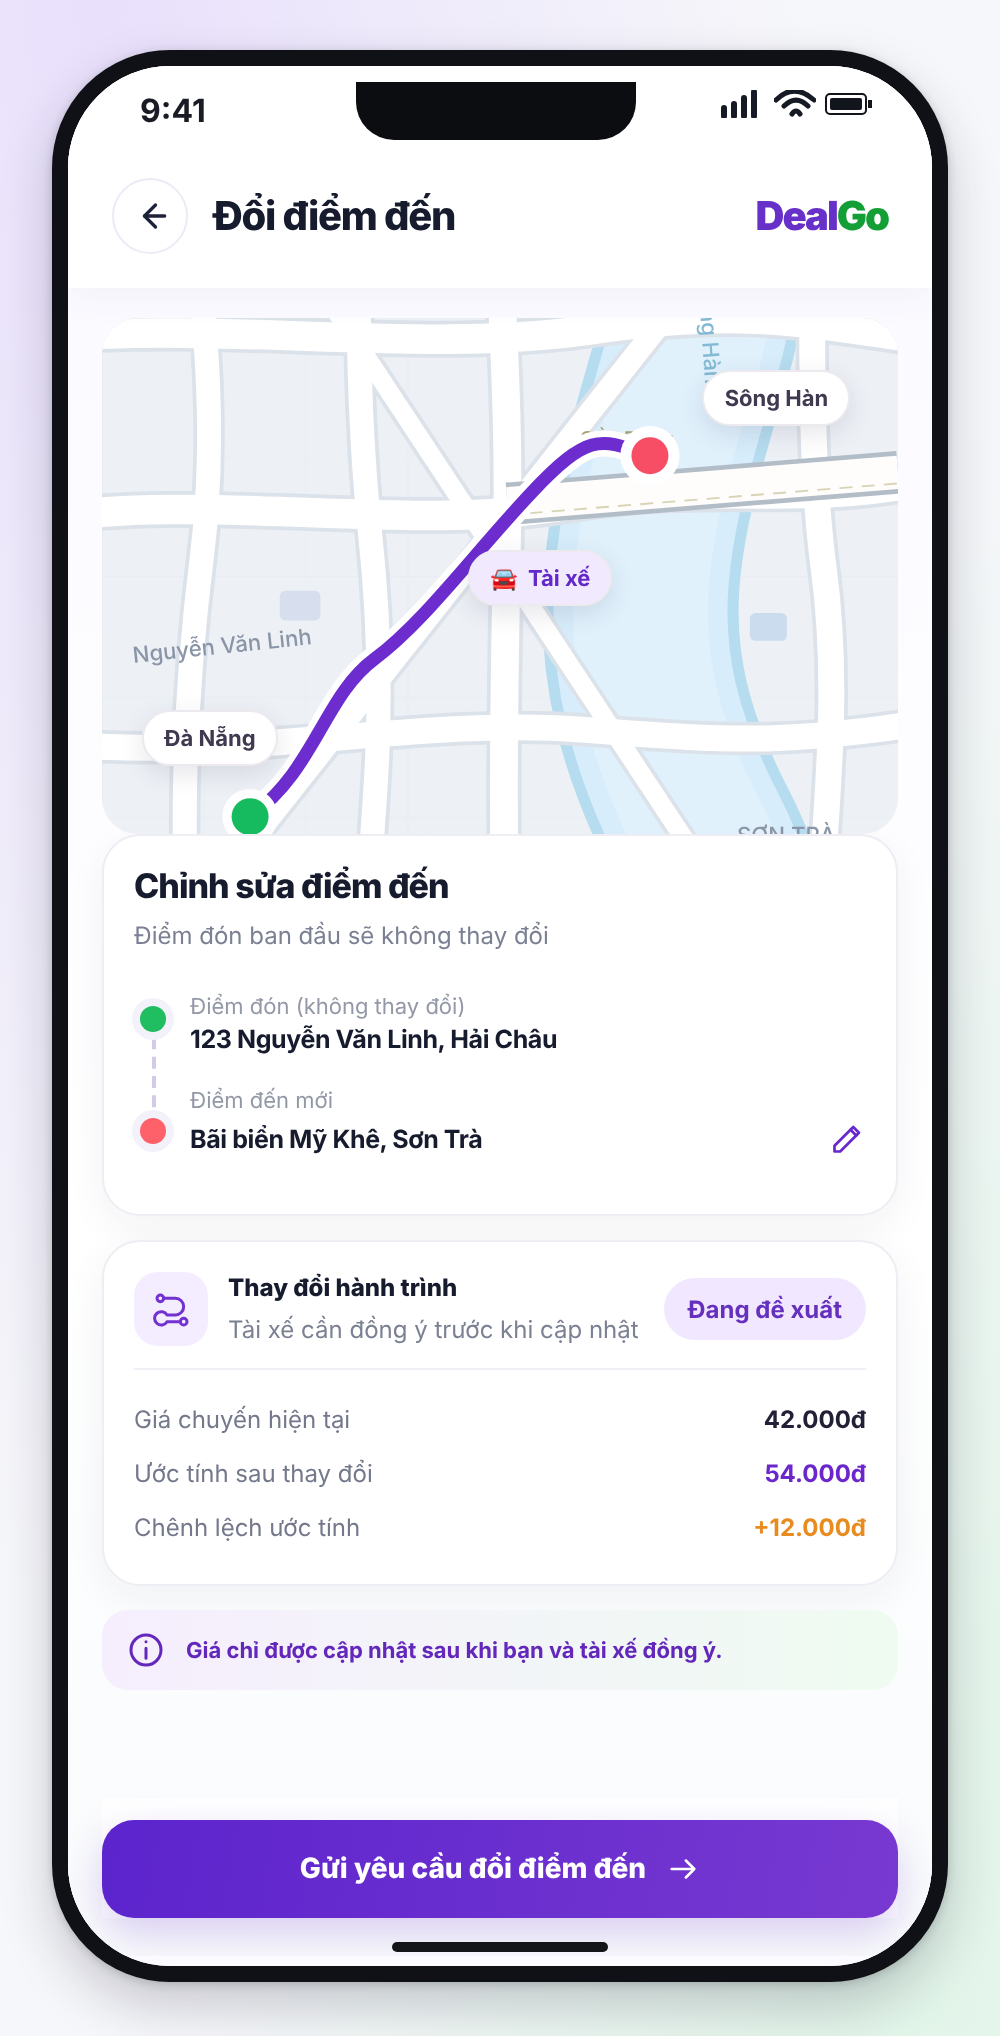 9:41
Đổi điểm đến
DealGo
Sông Hàn
Tài xế
Nguyễn Văn Linh
Đà Nẵng
SƠN TRÀ
Chỉnh sửa điểm đến
Điểm đón ban đầu sẽ không thay đổi
Điểm đón (không thay đổi)
123 Nguyễn Văn Linh, Hải Châu
Điểm đến mới
Bãi biển Mỹ Khê, Sơn Trà
Thay đổi hành trình
Tài xế cần đồng ý trước khi cập nhật
Đang đề xuất
Giá chuyến hiện tại
42.000đ
Ước tính sau thay đổi
54.000đ
Chênh lệch ước tính
+12.000đ
Giá chỉ được cập nhật sau khi bạn và tài xế đồng ý.
Gửi yêu cầu đổi điểm đến